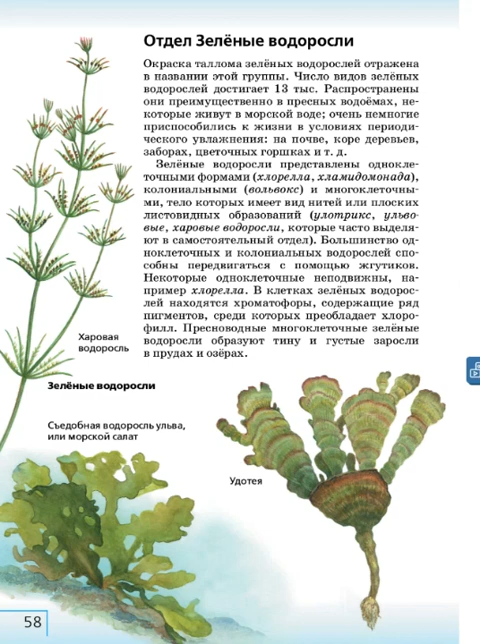 Отдел Зелёные водоросли
Окраска таллома зелёных водорослей отражена
в названии этой группы. Число видов зелёных
водорослей достигает 13 тыс. Распространены
они преимущественно в пресных водоёмах, не-
которые живут в морской воде; очень немногие
приспособились к жизни в условиях периоди-
ческого увлажнения: на почве, коре деревьев,
заборах, цветочных горшках и т. д.
Зелёные водоросли представлены однокле-
точными формами (хлорелла, хламидомонада),
колониальными (вольвокс) и многоклеточны-
ми, тело которых имеет вид нитей или плоских
листовидных образований (улотрикс, ульво-
вые, харовые водоросли, которые часто выделя-
ют в самостоятельный отдел). Большинство од-
ноклеточных и колониальных водорослей спо-
собны передвигаться с помощью жгутиков.
Некоторые одноклеточные неподвижны, на-
пример хлорелла. В клетках зелёных водорос-
лей находятся хроматофоры, содержащие ряд
пигментов, среди которых преобладает хлоро-
филл. Пресноводные многоклеточные зелёные
водоросли образуют тину и густые заросли
в прудах и озёрах.
Харовая
водоросль
Зелёные водоросли
Съедобная водоросль ульва,
или морской салат
Удотея
58